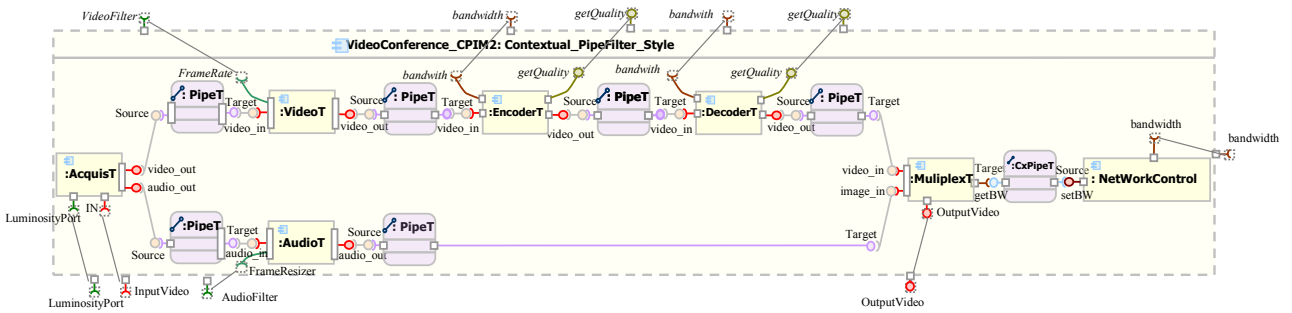 VideoFilter
bandwidth
getQuality
bandwith
getQuality
VideoConference_CPIM2: Contextual_PipeFilter_Style
FrameRate
bandwith
getQuality
bandwith
getQuality
: PipeT
Source
Target
video_in
:VideoT
video_out
Source
: PipeT
Target
video_in
:EncoderT
video_out
Source
: PipeT
Target
video_in
:DecoderT
video_out
Source
: PipeT
Target
bandwidth
bandwidth
:AcquisT
video_out
audio_out
LuminosityPort
IN
video_in
image_in
:MuliplexT
Target
getBW
:CxPipeT
Source
setBW
: NetWorkControl
OutputVideo
:PipeT
Source
Target
audio_in
:AudioT
audio_out
Source
: PipeT
Target
FrameResizer
LuminosityPort
InputVideo
AudioFilter
OutputVideo